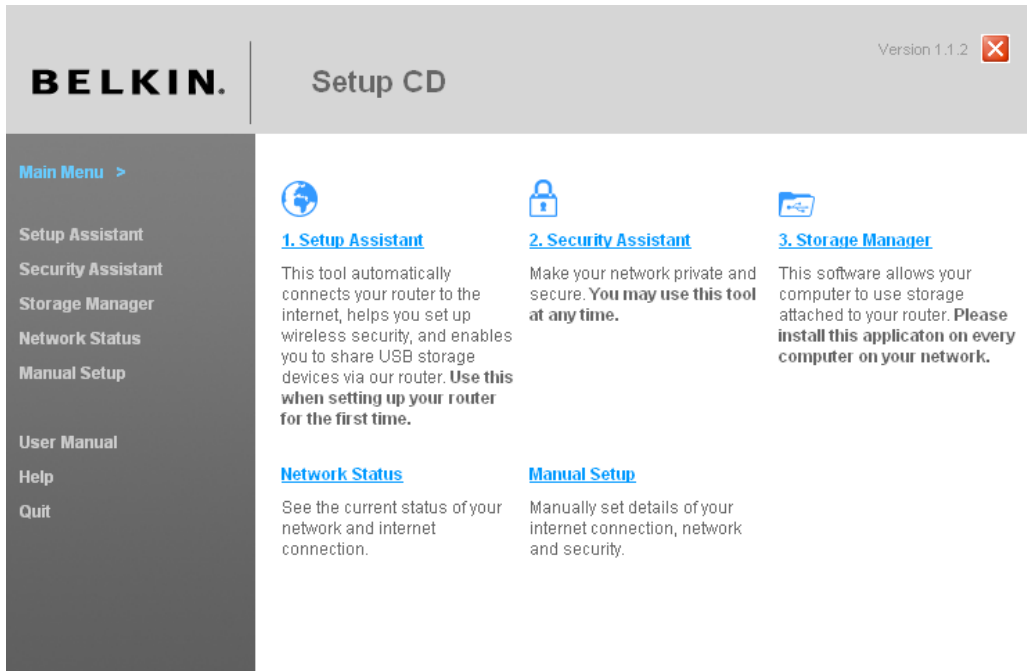 BELKIN.
Setup CD
Version 1.1.2
Main Menu >
Setup Assistant
Security Assistant
Storage Manager
Network Status
Manual Setup
User Manual
Help
Quit
1. Setup Assistant
This tool automatically
connects your router to the
internet, helps you set up
wireless security, and enables
you to share USB storage
devices via our router. Use this
when setting up your router
for the first time.
2. Security Assistant
Make your network private and
secure. You may use this tool
at any time.
3. Storage Manager
This software allows your
computer to use storage
attached to your router. Please
install this applicaton on every
computer on your network.
Network Status
See the current status of your
network and internet
connection.
Manual Setup
Manually set details of your
internet connection, network
and security.